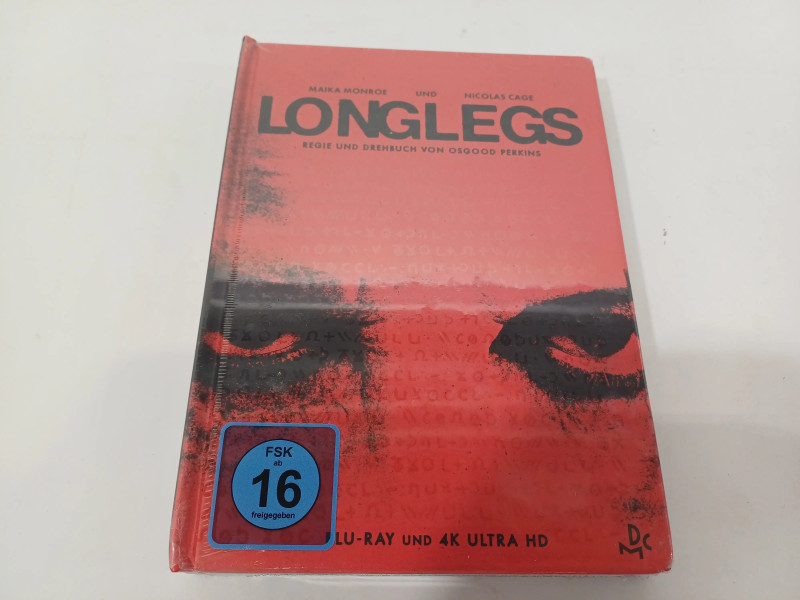 MAIKA MONROE UND NICOLAS CAGE
LONGLEGS
REGIE UND DREHBUCH VON OSGOOD PERKINS
FSK
ab
16
freigegeben
BLU-RAY UND 4K ULTRA HD
DMC